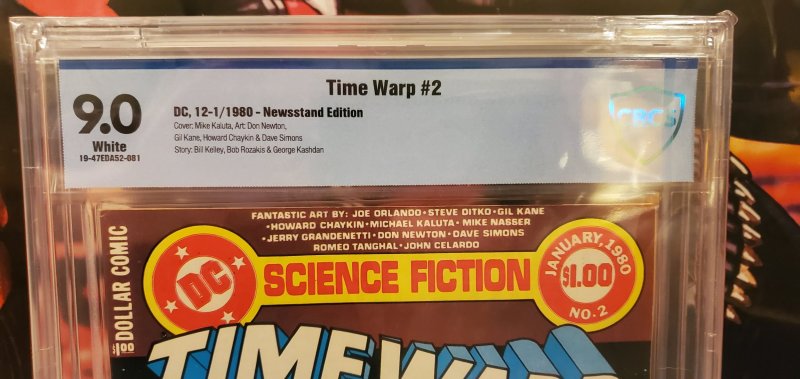 Time Warp #2
9.0
White
19-47EDA52-081
DC, 12-1/1980 - Newsstand Edition
Cover: Mike Kaluta, Art: Don Newton,
Gil Kane, Howard Chaykin & Dave Simons
Story: Bill Kelley, Bob Rozakis & George Kashdan
CBCS
FANTASTIC ART BY: JOE ORLANDO • STEVE DITKO • GIL KANE
• HOWARD CHAYKIN • MICHAEL KALUTA • MIKE NASSER
• JERRY GRANDENETTI • DON NEWTON • DAVE SIMONS
ROMEO TANGHAL • JOHN CELARDO
$1.00 DOLLAR COMIC
DC
SCIENCE FICTION
JANUARY, 1980
$1.00
NO. 2
TIME WARP